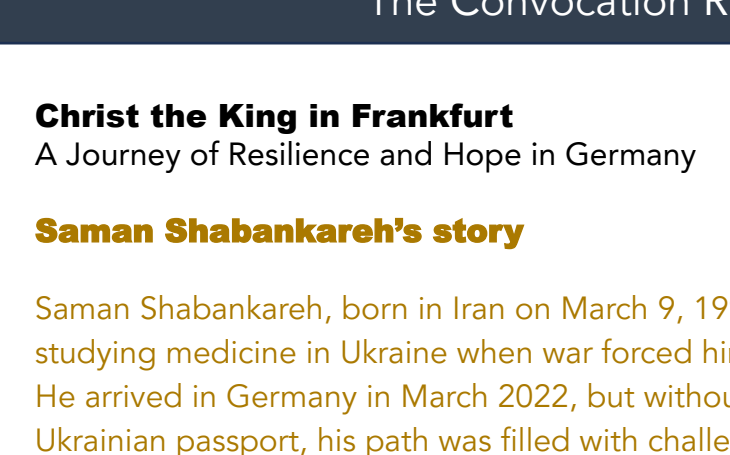 The Convocation R
Christ the King in Frankfurt
A Journey of Resilience and Hope in Germany
Saman Shabankareh’s story
Saman Shabankareh, born in Iran on March 9, 19
studying medicine in Ukraine when war forced hi
He arrived in Germany in March 2022, but withou
Ukrainian passport, his path was filled with challe